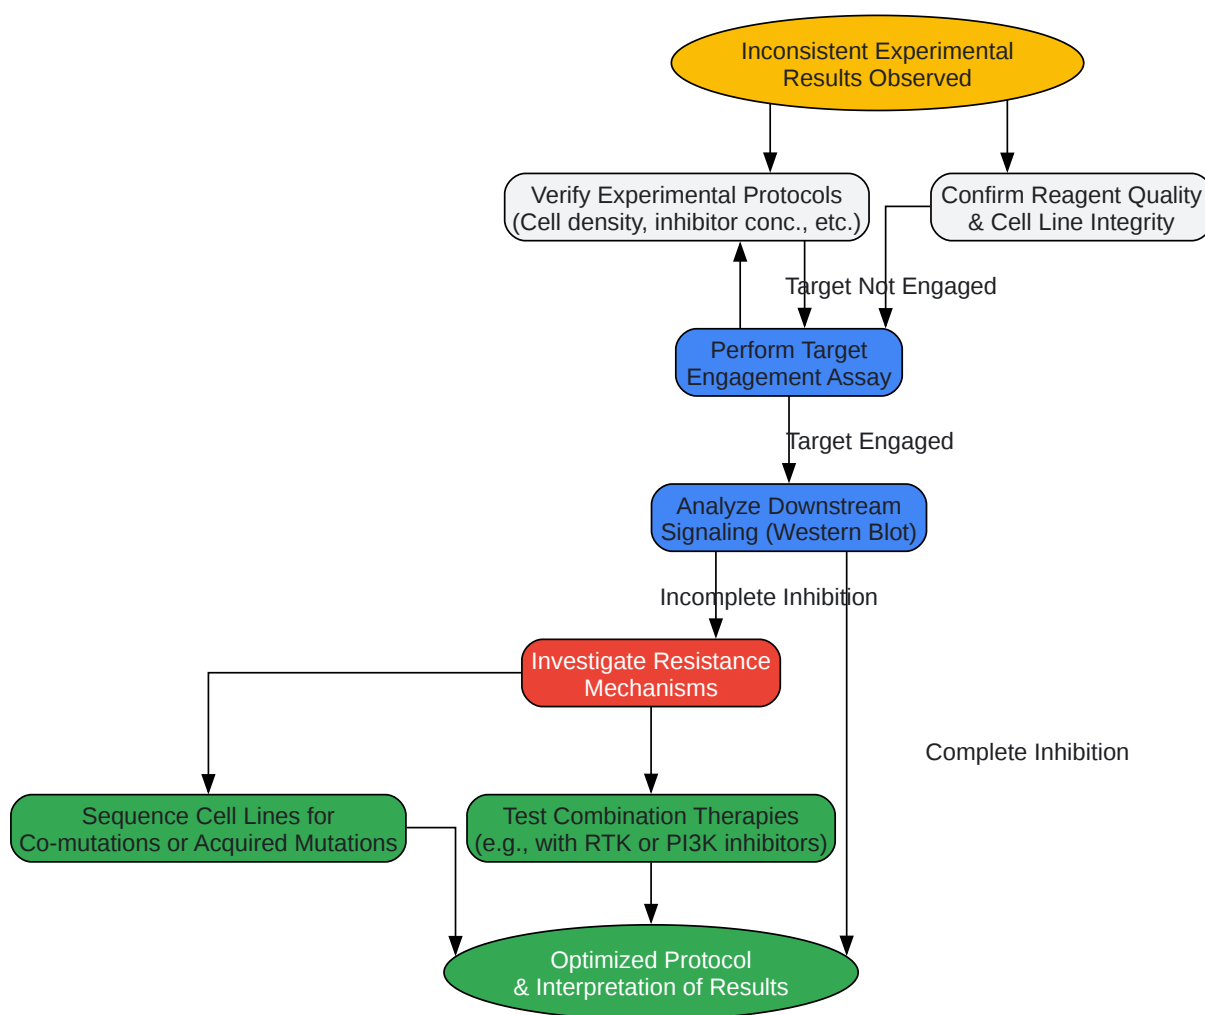 Inconsistent Experimental
Results Observed
Verify Experimental Protocols
(Cell density, inhibitor conc., etc.)
Confirm Reagent Quality
& Cell Line Integrity
Target Not Engaged
Perform Target
Engagement Assay
Target Engaged
Analyze Downstream
Signaling (Western Blot)
Incomplete Inhibition
Investigate Resistance
Mechanisms
Complete Inhibition
Sequence Cell Lines for
Co-mutations or Acquired Mutations
Test Combination Therapies
(e.g., with RTK or PI3K inhibitors)
Optimized Protocol
& Interpretation of Results